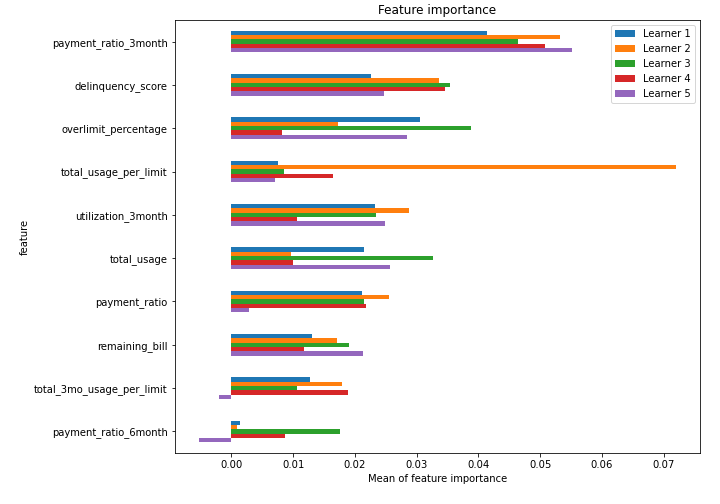 Feature importance
Learner 1
Learner 2
Learner 3
Learner 4
Learner 5
payment_ratio_3month
delinquency_score
overlimit_percentage
total_usage_per_limit
utilization_3month
total_usage
payment_ratio
remaining_bill
total_3mo_usage_per_limit
payment_ratio_6month
feature
0.00 0.01 0.02 0.03 0.04 0.05 0.06 0.07
Mean of feature importance